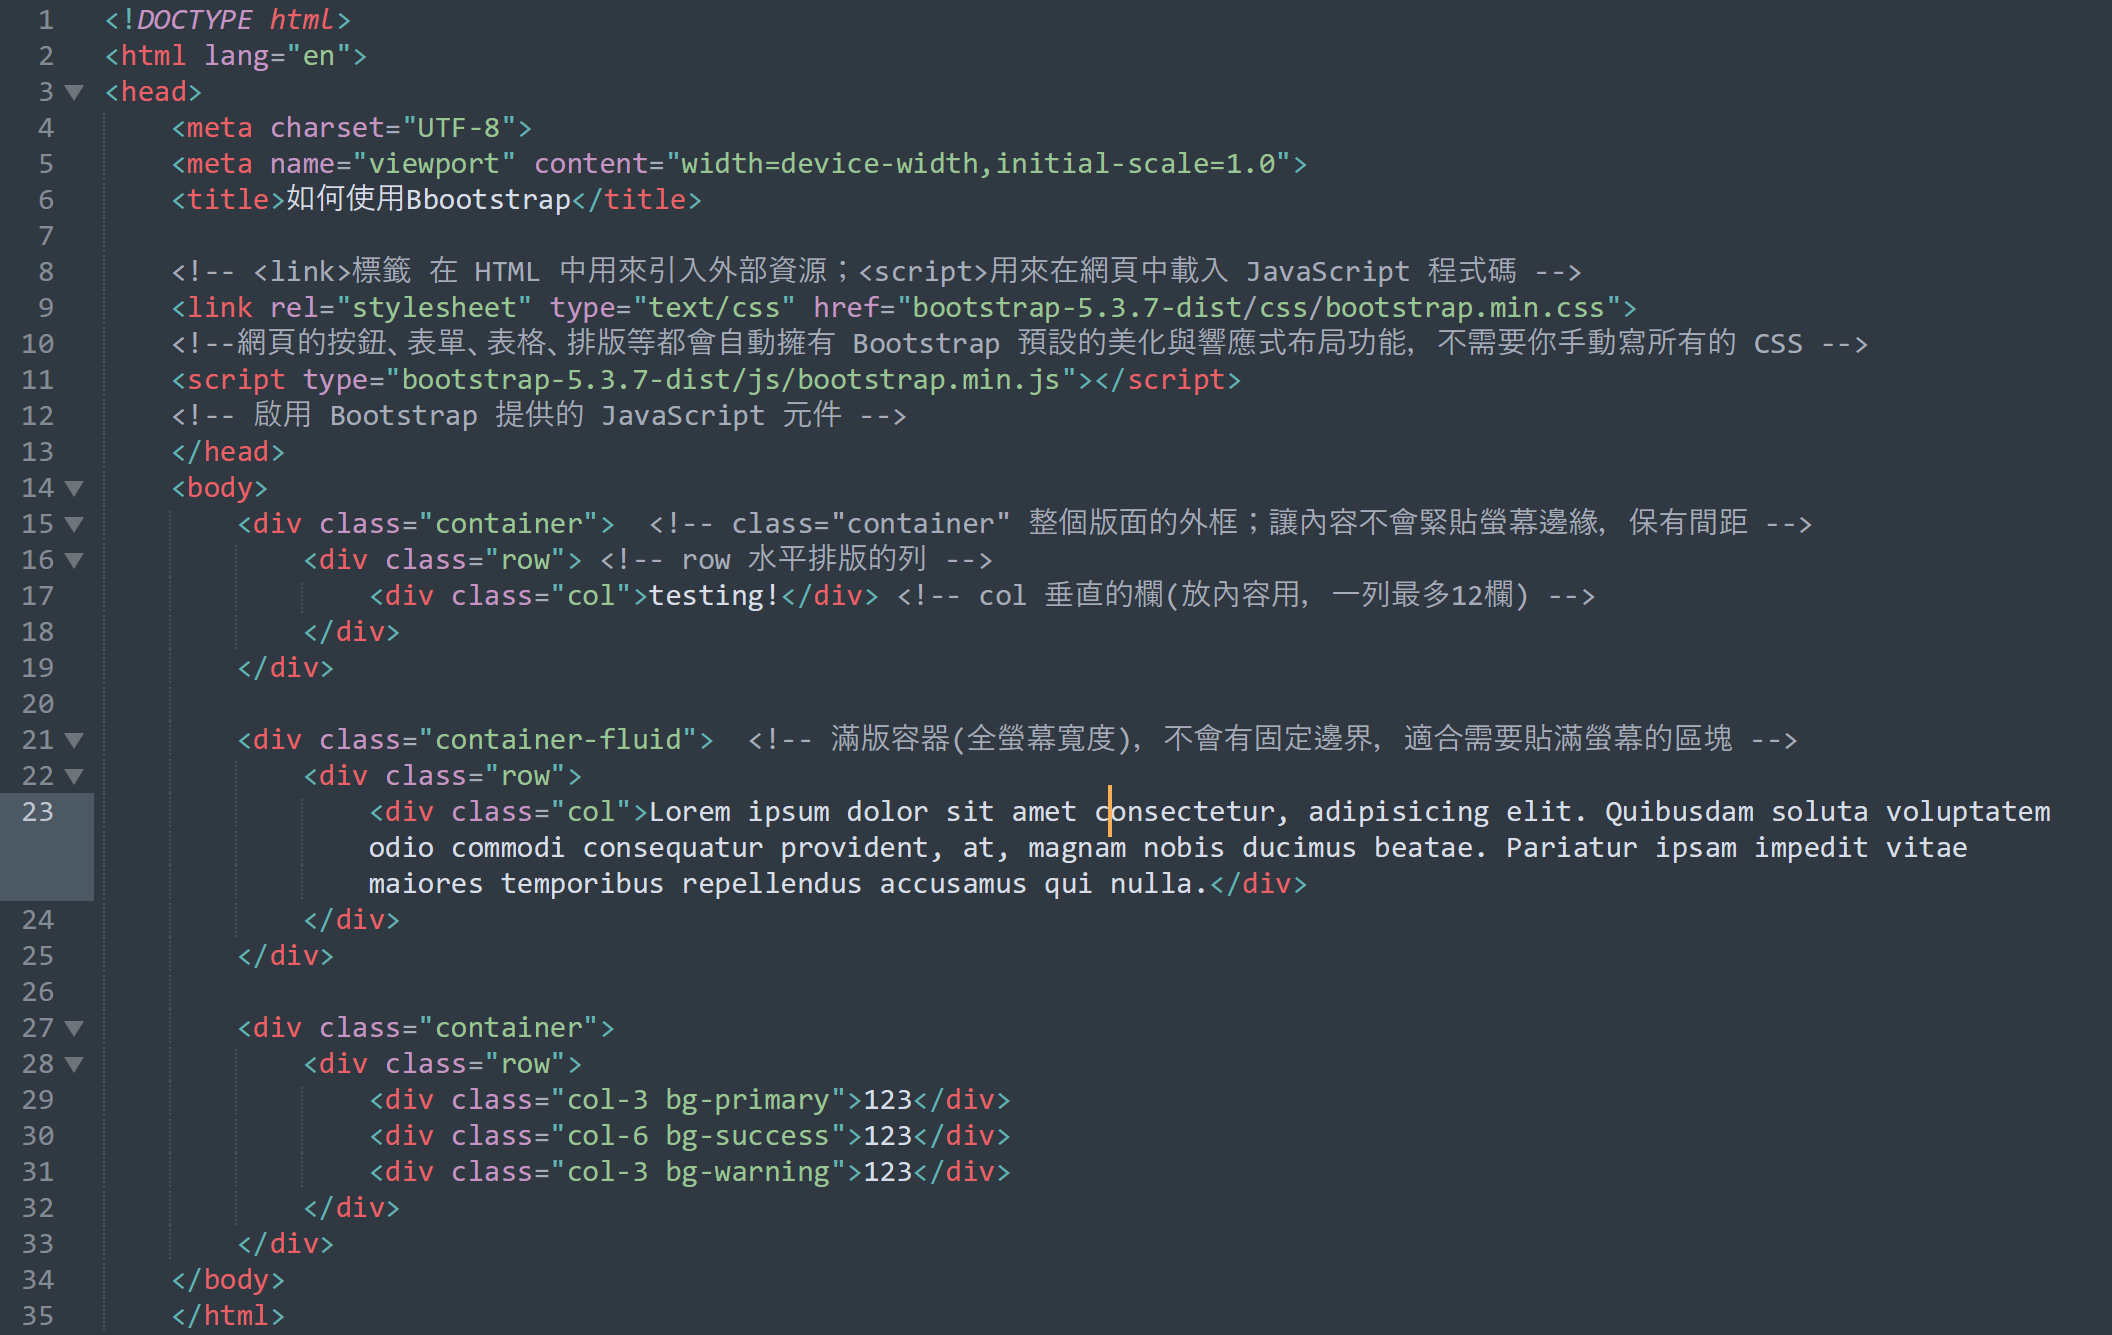 1 <!DOCTYPE html>
2 <html lang="en">
3 <head>
4     <meta charset="UTF-8">
5     <meta name="viewport" content="width=device-width,initial-scale=1.0">
6     <title>如何使用Bbootstrap</title>
7
8     <!-- <link>標籤 在 HTML 中用來引入外部資源；<script>用來在網頁中載入 JavaScript 程式碼 -->
9     <link rel="stylesheet" type="text/css" href="bootstrap-5.3.7-dist/css/bootstrap.min.css">
10     <!--網頁的按鈕、表單、表格、排版等都會自動擁有 Bootstrap 預設的美化與響應式布局功能，不需要你手動寫所有的 CSS -->
11     <script type="bootstrap-5.3.7-dist/js/bootstrap.min.js"></script>
12     <!-- 啟用 Bootstrap 提供的 JavaScript 元件 -->
13     </head>
14     <body>
15         <div class="container">  <!-- class="container" 整個版面的外框；讓內容不會緊貼螢幕邊緣，保有間距 -->
16             <div class="row"> <!-- row 水平排版的列 -->
17                 <div class="col">testing!</div> <!-- col 垂直的欄(放內容用，一列最多12欄) -->
18             </div>
19         </div>
20
21         <div class="container-fluid">  <!-- 滿版容器(全螢幕寬度)，不會有固定邊界，適合需要貼滿螢幕的區塊 -->
22             <div class="row">
23                 <div class="col">Lorem ipsum dolor sit amet consectetur, adipisicing elit. Quibusdam soluta voluptatem
                odio commodi consequatur provident, at, magnam nobis ducimus beatae. Pariatur ipsam impedit vitae
                maiores temporibus repellendus accusamus qui nulla.</div>
24             </div>
25         </div>
26
27         <div class="container">
28             <div class="row">
29                 <div class="col-3 bg-primary">123</div>
30                 <div class="col-6 bg-success">123</div>
31                 <div class="col-3 bg-warning">123</div>
32             </div>
33         </div>
34     </body>
35     </html>